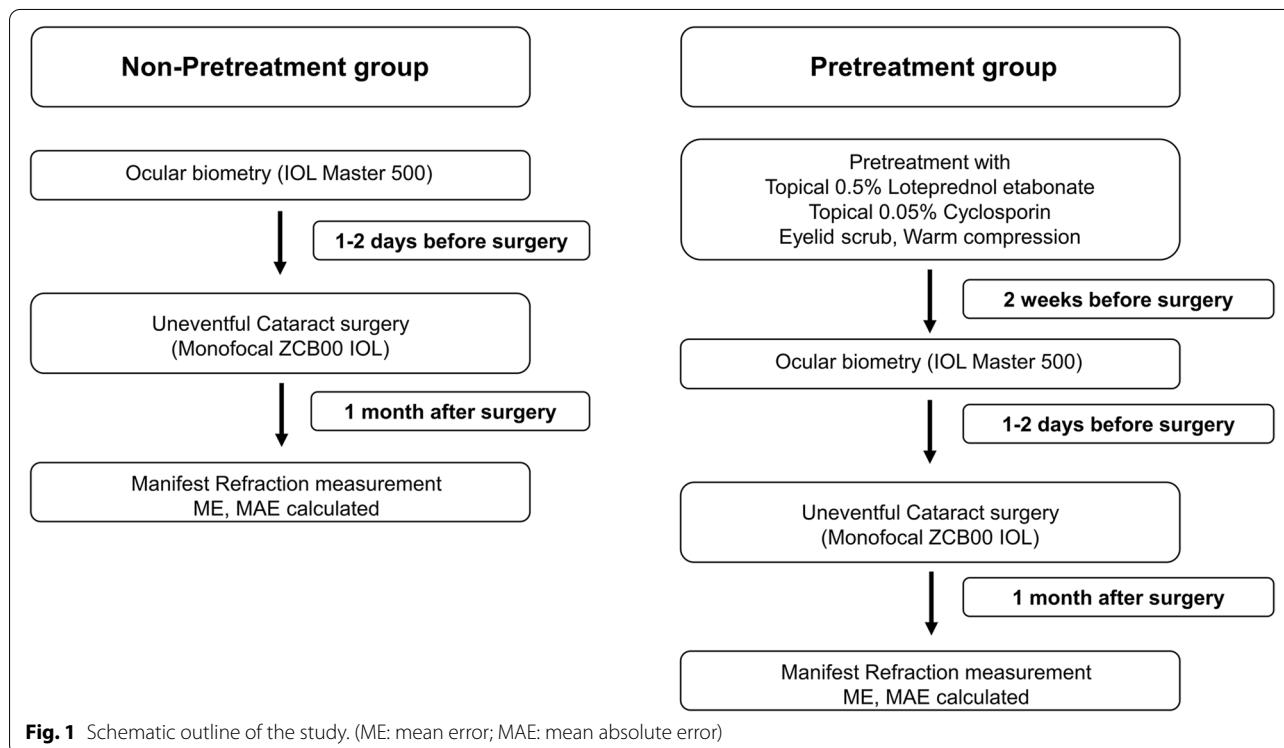 Non-Pretreatment group
Ocular biometry (IOL Master 500)
1-2 days before surgery
Uneventful Cataract surgery
(Monofocal ZCB00 IOL)
1 month after surgery
Manifest Refraction measurement
ME, MAE calculated
Pretreatment group
Pretreatment with
Topical 0.5% Loteprednol etabonate
Topical 0.05% Cyclosporin
Eyelid scrub, Warm compression
2 weeks before surgery
Ocular biometry (IOL Master 500)
1-2 days before surgery
Uneventful Cataract surgery
(Monofocal ZCB00 IOL)
1 month after surgery
Manifest Refraction measurement
ME, MAE calculated
Fig. 1 Schematic outline of the study. (ME: mean error; MAE: mean absolute error)